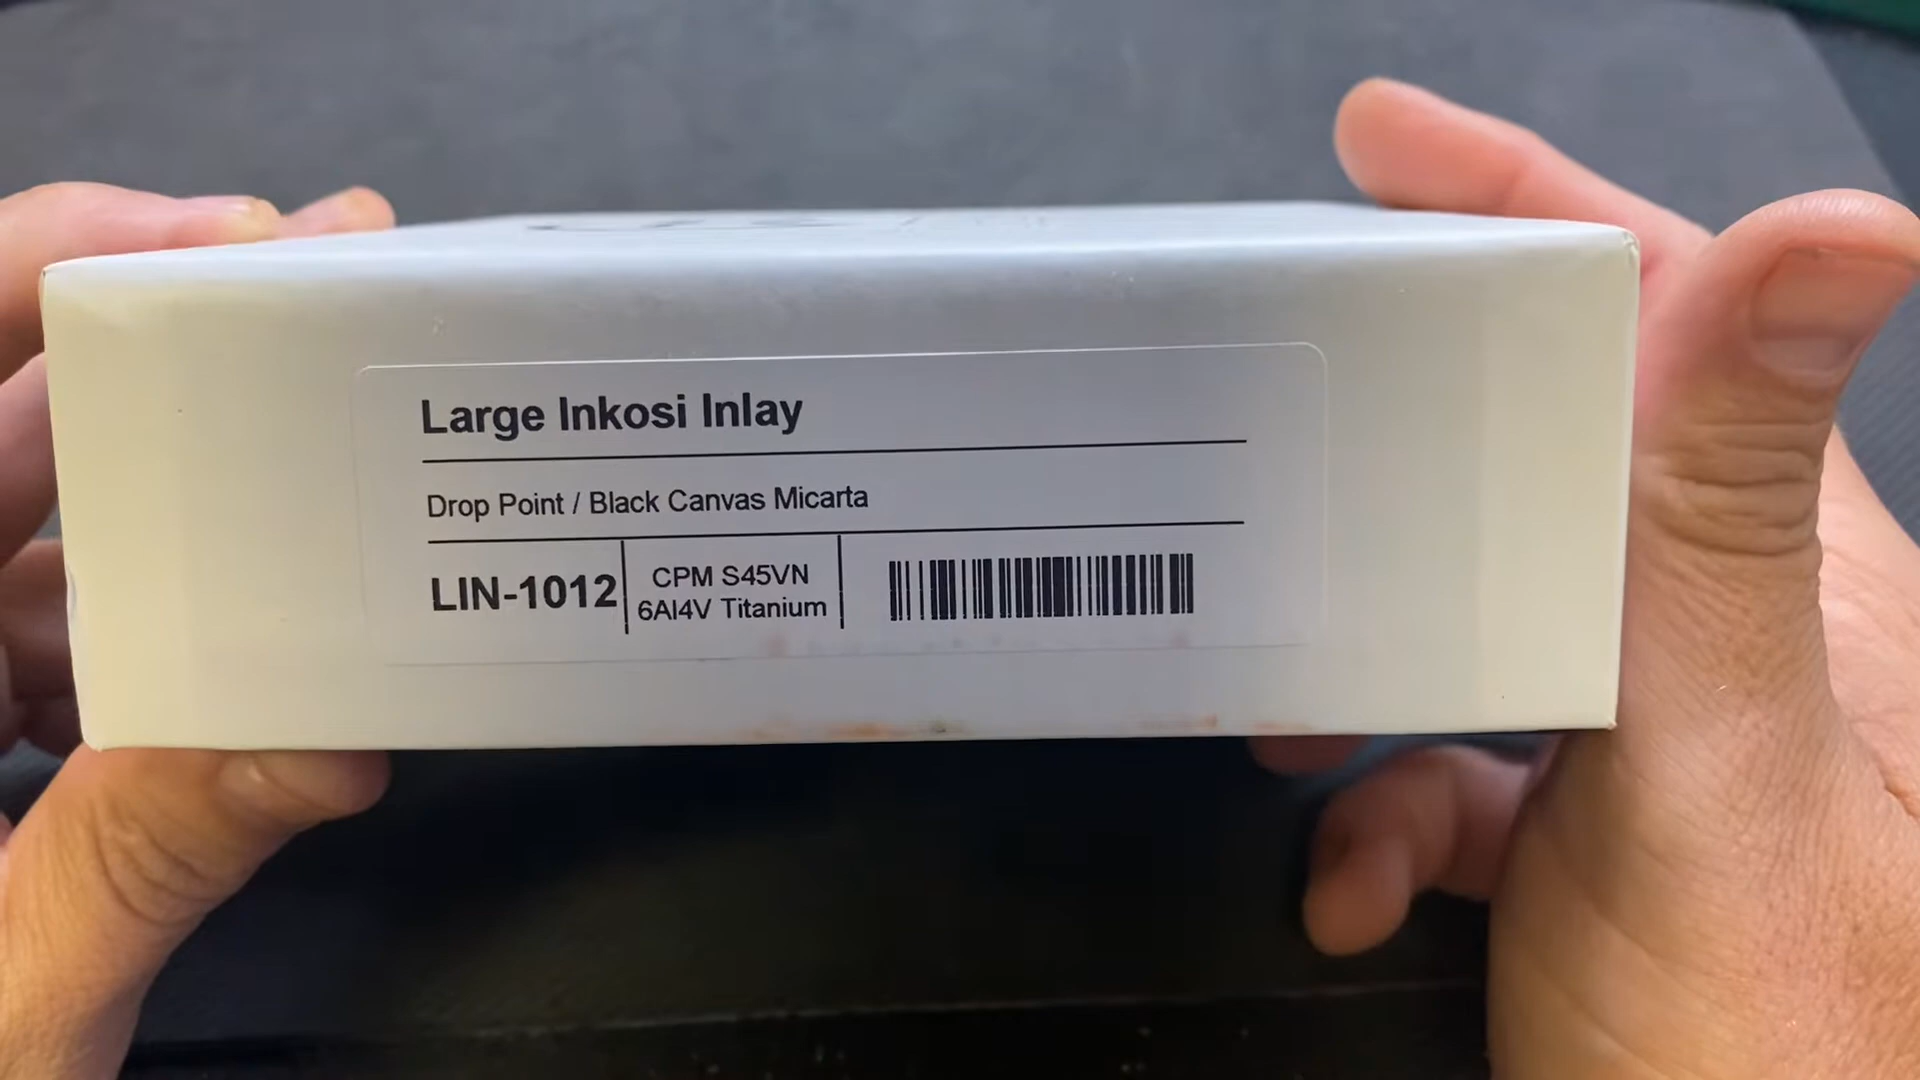 Large Inkosi Inlay
Drop Point / Black Canvas Micarta
LIN-1012
CPM S45VN
6Al4V Titanium